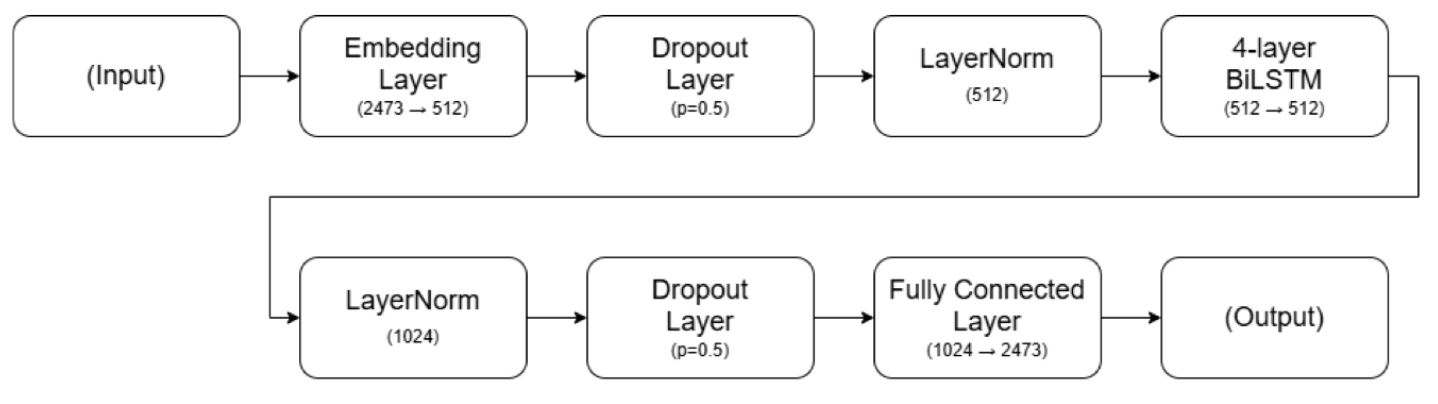 (Input)
Embedding
Layer
(2473 → 512)
Dropout
Layer
(p=0.5)
LayerNorm
(512)
4-layer
BiLSTM
(512 → 512)
LayerNorm
(1024)
Dropout
Layer
(p=0.5)
Fully Connected
Layer
(1024 → 2473)
(Output)